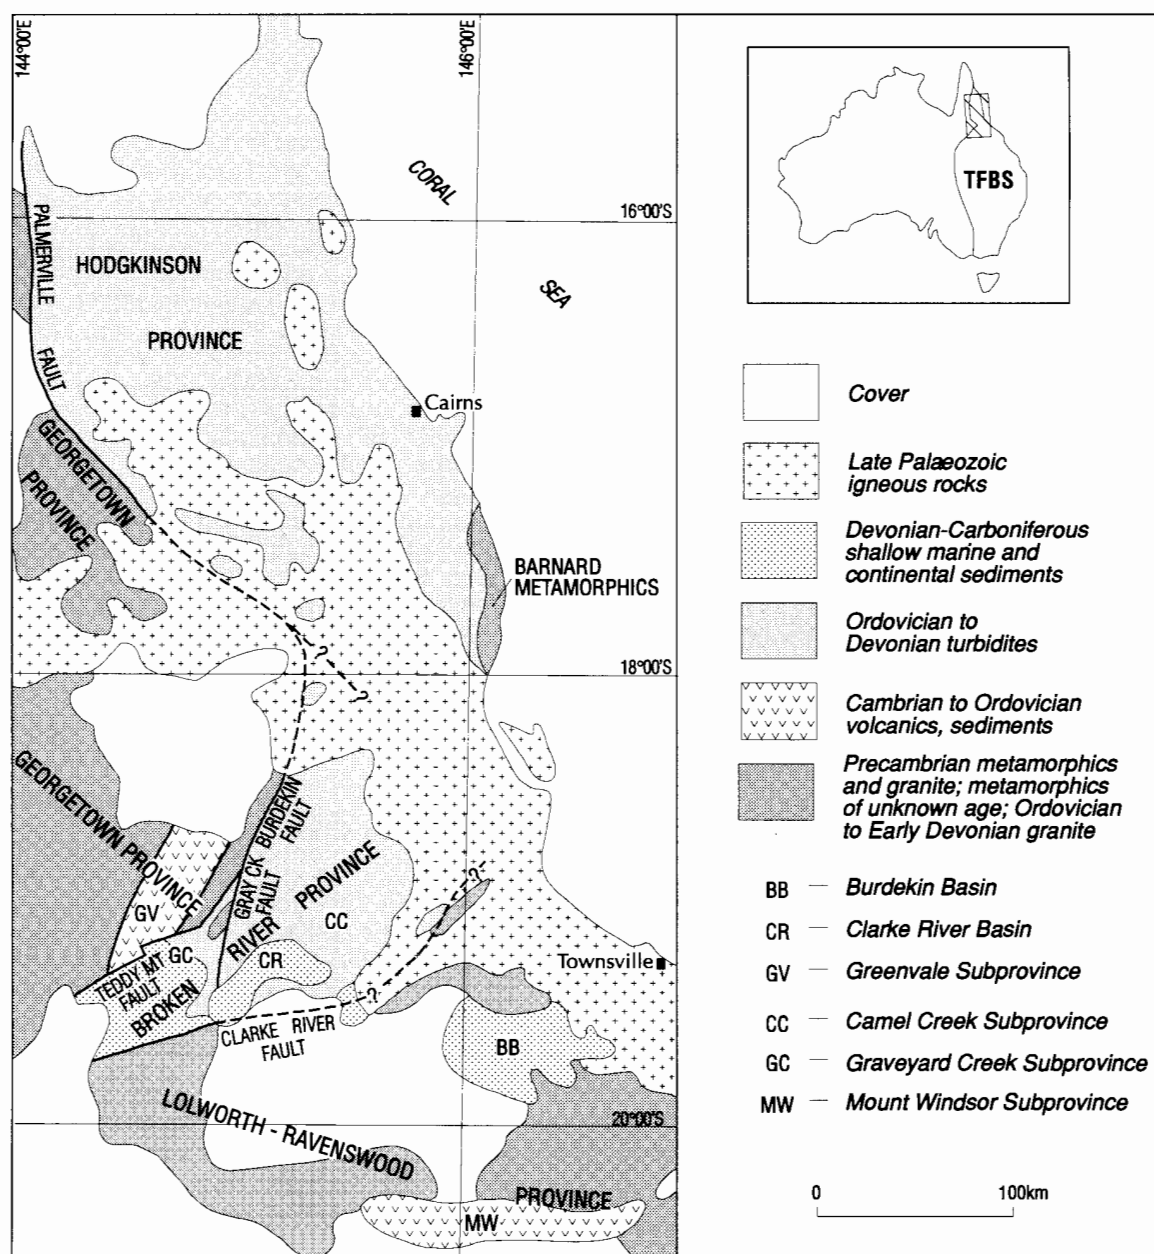 144°00'E
146°00'E
CORAL
SEA
16°00'S
PALMERVILLE
FAULT
HODGKINSON
PROVINCE
Cairns
GEORGETOWN
PROVINCE
BARNARD
METAMORPHICS
?
?
18°00'S
GEORGETOWN PROVINCE
BURDEKIN
FAULT
GRAY CK
FAULT
PROVINCE
RIVER
BROKEN
GV
GC
CC
CR
?
?
TEDDY MT
FAULT
Townsville
CLARKE RIVER
FAULT
BB
LOLWORTH - RAVENSWOOD
PROVINCE
20°00'S
MW
TFBS
Cover
Late Palaeozoic
igneous rocks
Devonian-Carboniferous
shallow marine and
continental sediments
Ordovician to
Devonian turbidites
Cambrian to Ordovician
volcanics, sediments
Precambrian metamorphics
and granite; metamorphics
of unknown age; Ordovician
to Early Devonian granite
BB — Burdekin Basin
CR — Clarke River Basin
GV — Greenvale Subprovince
CC — Camel Creek Subprovince
GC — Graveyard Creek Subprovince
MW — Mount Windsor Subprovince
0 100km